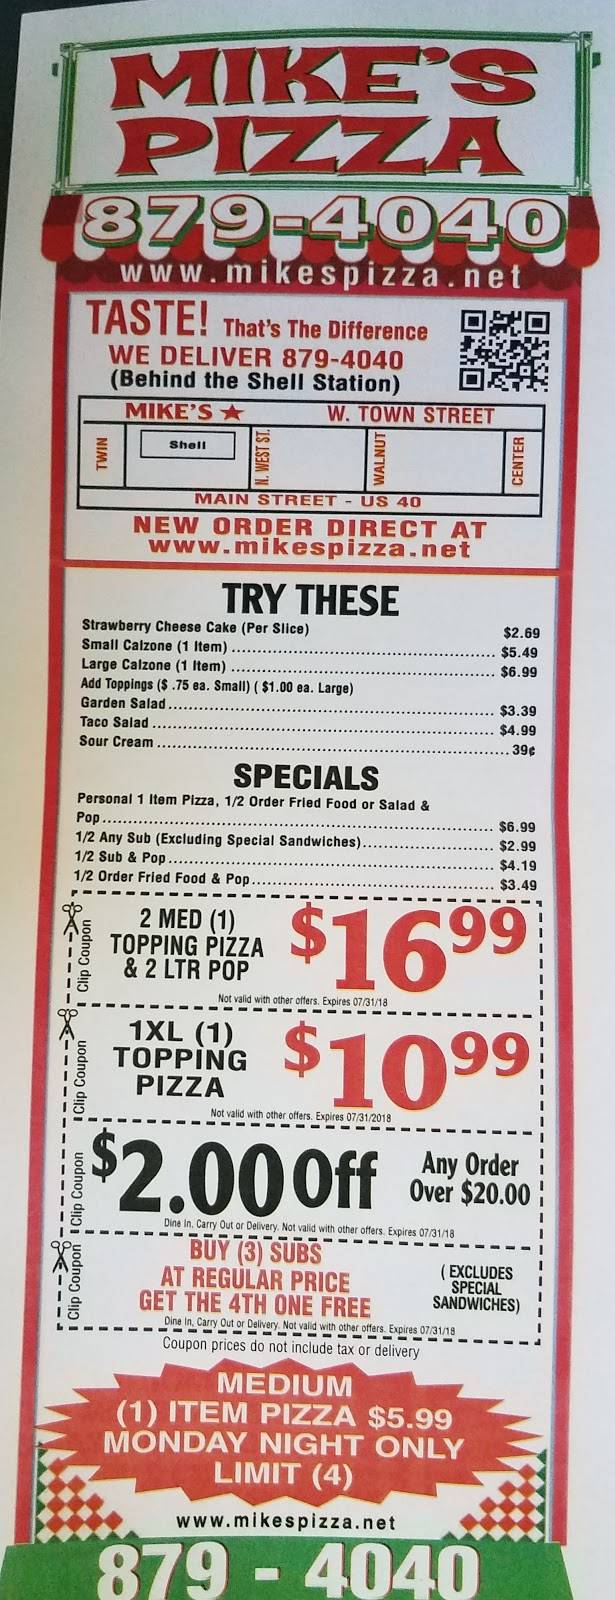 MIKE'S
PIZZA
879-4040
www.mikespizza.net
TASTE! That's The Difference
WE DELIVER 879-4040
(Behind the Shell Station)
MIKE'S ★ W. TOWN STREET
TWIN
Shell
N. WEST ST.
WALNUT
CENTER
MAIN STREET - US 40
NEW ORDER DIRECT AT
www.mikespizza.net
TRY THESE
Strawberry Cheese Cake (Per Slice) $2.69
Small Calzone (1 Item) $5.49
Large Calzone (1 Item) $6.99
Add Toppings ($ .75 ea. Small) ( $1.00 ea. Large)
Garden Salad $3.39
Taco Salad $4.99
Sour Cream 39¢
SPECIALS
Personal 1 Item Pizza, 1/2 Order Fried Food or Salad &
Pop $6.99
1/2 Any Sub (Excluding Special Sandwiches) $2.99
1/2 Sub & Pop $4.19
1/2 Order Fried Food & Pop $3.49
Clip Coupon
2 MED (1)
TOPPING PIZZA
& 2 LTR POP
$16.99
Not valid with other offers. Expires 07/31/18
Clip Coupon
1XL (1)
TOPPING
PIZZA
$10.99
Not valid with other offers. Expires 07/31/2018
Clip Coupon
$2.00 Off
Any Order
Over $20.00
Dine In, Carry Out or Delivery. Not valid with other offers. Expires 07/31/18
Clip Coupon
BUY (3) SUBS
AT REGULAR PRICE
GET THE 4TH ONE FREE
(EXCLUDES
SPECIAL
SANDWICHES)
Dine In, Carry Out or Delivery. Not valid with other offers. Expires 07/31/18
Coupon prices do not include tax or delivery
MEDIUM
(1) ITEM PIZZA $5.99
MONDAY NIGHT ONLY
LIMIT (4)
www.mikespizza.net
879 - 4040